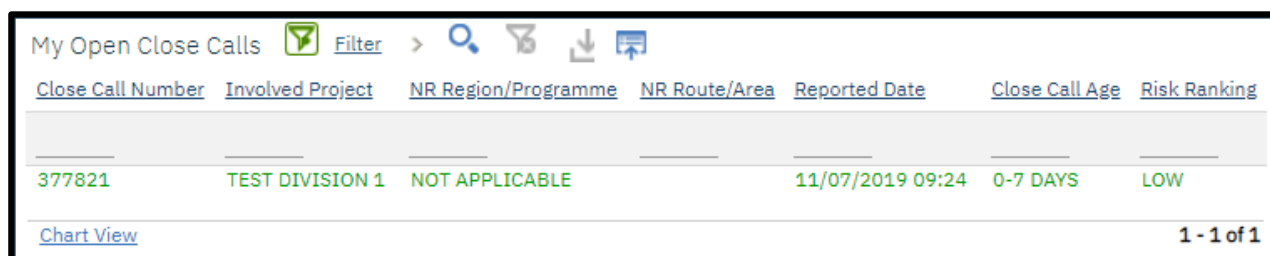 My Open Close Calls Filter >
Close Call Number Involved Project NR Region/Programme NR Route/Area Reported Date Close Call Age Risk Ranking
377821 TEST DIVISION 1 NOT APPLICABLE 11/07/2019 09:24 0-7 DAYS LOW
Chart View 1 - 1 of 1